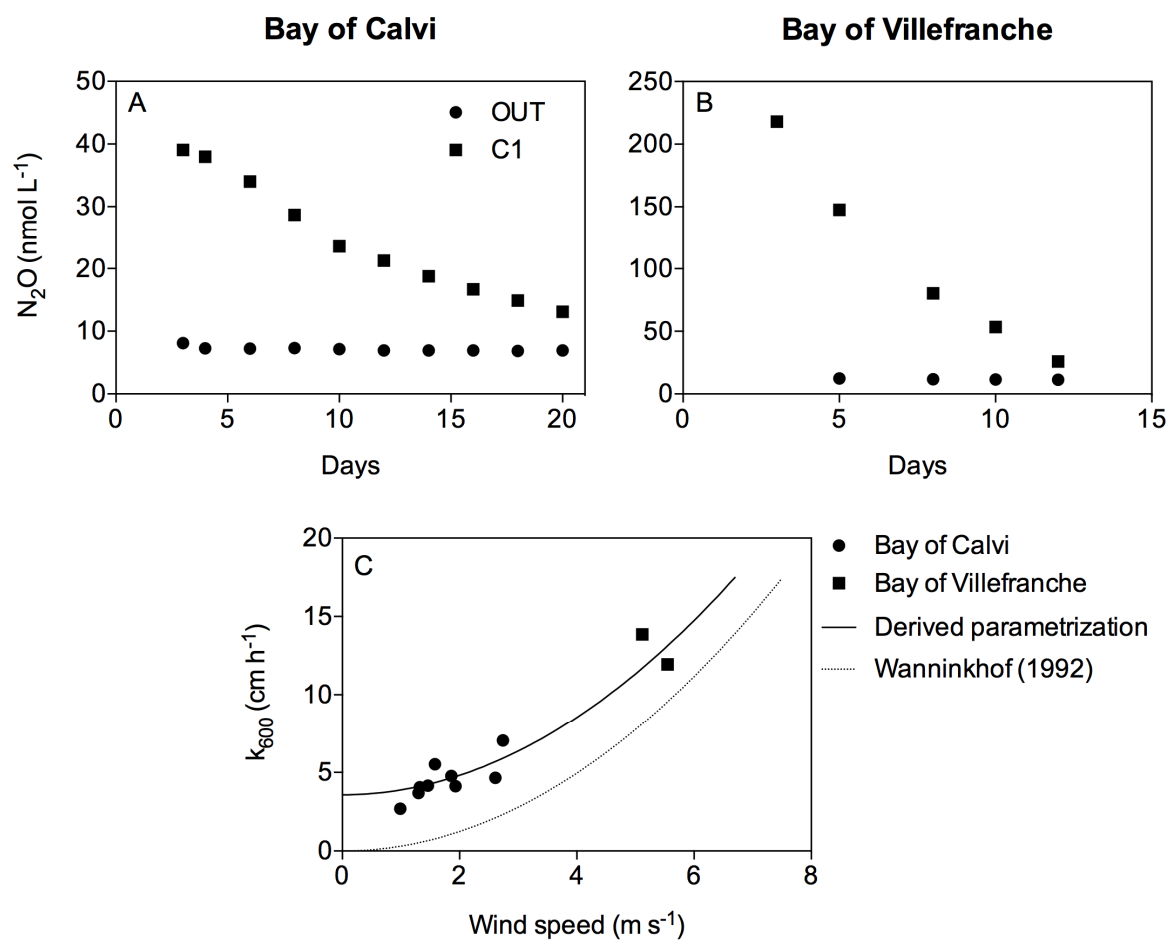 Bay of Calvi
Bay of Villefranche
A
OUT
C1
50
40
30
20
10
0
0 5 10 15 20
Days
N₂O (nmol L⁻¹)
B
250
200
150
100
50
0
0 5 10 15
Days
C
20
15
10
5
0
0 2 4 6 8
Wind speed (m s⁻¹)
k₆₀₀ (cm h⁻¹)
Bay of Calvi
Bay of Villefranche
Derived parametrization
Wanninkhof (1992)